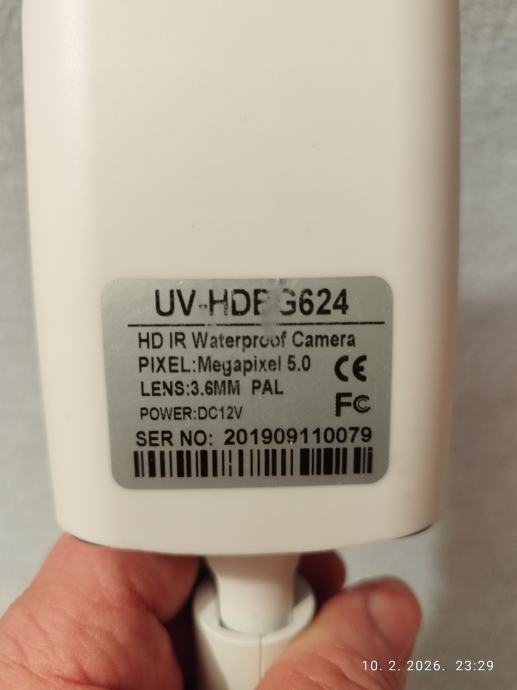 HD IR Waterproof Camera
PIXEL:Megapixel 5.0
CE
LENS:3.6MM PAL
POWER:DC12V
FC
SER NO: 201909110079
10. 2. 2026. 23:29